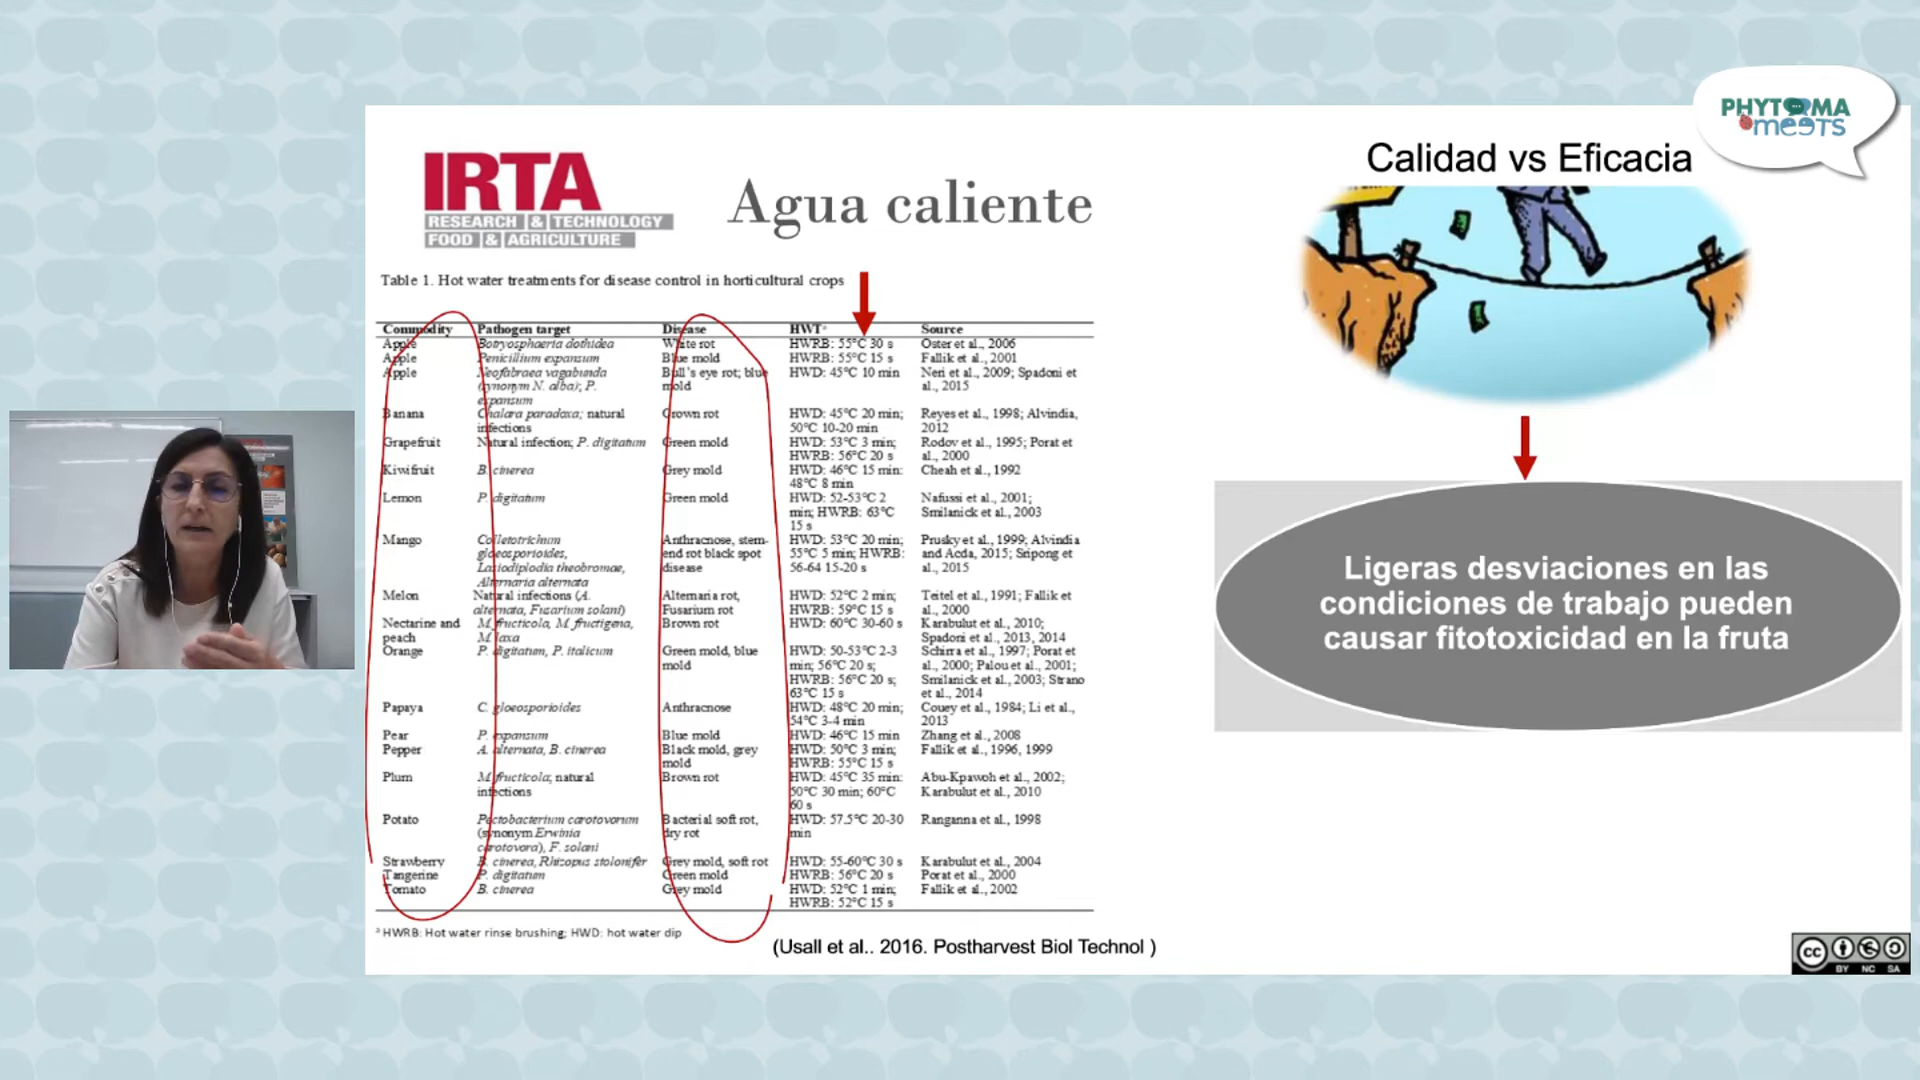 PHYTOMA
meets
IRTA
RESEARCH & TECHNOLOGY
FOOD & AGRICULTURE
Agua caliente
Calidad vs Eficacia
Table 1. Hot water treatments for disease control in horticultural crops
Commodity Pathogen target Disease HWTª Source
Apple Botryosphaeria dothidea White rot HWRB: 55°C 30 s Oster et al., 2006
Apple Penicillium expansum Blue mold HWRB: 55°C 15 s Fallik et al., 2001
Apple Neofabraea vagabunda Bull's eye rot; blue HWD: 45°C 10 min Neri et al., 2009; Spadoni et
(synonym N. alba); P. mold al., 2015
expansum
Banana Chalara paradoxa; natural Crown rot HWD: 45°C 20 min; Reyes et al., 1998; Alvindia,
infections 50°C 10-20 min 2012
Grapefruit Natural infection; P. digitatum Green mold HWD: 53°C 3 min; Rodov et al., 1995; Porat et
HWRB: 56°C 20 s al., 2000
Kiwifruit B. cinerea Grey mold HWD: 46°C 15 min: Cheah et al., 1992
48°C 8 min
Lemon P. digitatum Green mold HWD: 52-53°C 2 Nafussi et al., 2001;
min; HWRB: 63°C Smilanick et al., 2003
15 s
Mango Colletotrichum Anthracnose, stem- HWD: 53°C 20 min; Prusky et al., 1999; Alvindia
gloeosporioides, end rot black spot 55°C 5 min; HWRB: and Acda, 2015; Sripong et
Lasiodiplodia theobromae, disease 56-64 15-20 s al., 2015
Alternaria alternata
Melon Natural infections (A. Alternaria rot, HWD: 52°C 2 min; Teitel et al., 1991; Fallik et
alternata, Fusarium solani) Fusarium rot HWRB: 59°C 15 s al., 2000
Nectarine and M. fructicola, M. fructigena, Brown rot HWD: 60°C 30-60 s Karabulut et al., 2010;
peach M. laxa Spadoni et al., 2013, 2014
Orange P. digitatum, P. italicum Green mold, blue HWD: 50-53°C 2-3 Schirra et al., 1997; Porat et
mold min; 56°C 20 s; al., 2000; Palou et al., 2001;
HWRB: 56°C 20 s; Smilanick et al., 2003; Strano
63°C 15 s et al., 2014
Papaya C. gloeosporioides Anthracnose HWD: 48°C 20 min; Couey et al., 1984; Li et al.,
54°C 3-4 min 2013
Pear P. expansum Blue mold HWD: 46°C 15 min Zhang et al., 2008
Pepper A. alternata, B. cinerea Black mold, grey HWD: 50°C 3 min; Fallik et al., 1996, 1999
mold HWRB: 55°C 15 s
Plum M. fructicola; natural Brown rot HWD: 45°C 35 min: Abu-Kpawoh et al., 2002;
infections 50°C 30 min; 60°C Karabulut et al., 2010
60 s
Potato Pectobacterium carotovorum Bacterial soft rot, HWD: 57.5°C 20-30 Ranganna et al., 1998
(synonym Erwinia dry rot min
carotovora), F. solani
Strawberry B. cinerea, Rhizopus stolonifer Grey mold, soft rot HWD: 55-60°C 30 s Karabulut et al., 2004
Tangerine P. digitatum Green mold HWRB: 56°C 20 s Porat et al., 2000
Tomato B. cinerea Grey mold HWD: 52°C 1 min; Fallik et al., 2002
HWRB: 52°C 15 s
ª HWRB: Hot water rinse brushing; HWD: hot water dip
(Usall et al.. 2016. Postharvest Biol Technol )
Ligeras desviaciones en las
condiciones de trabajo pueden
causar fitotoxicidad en la fruta
cc
BY NC SA